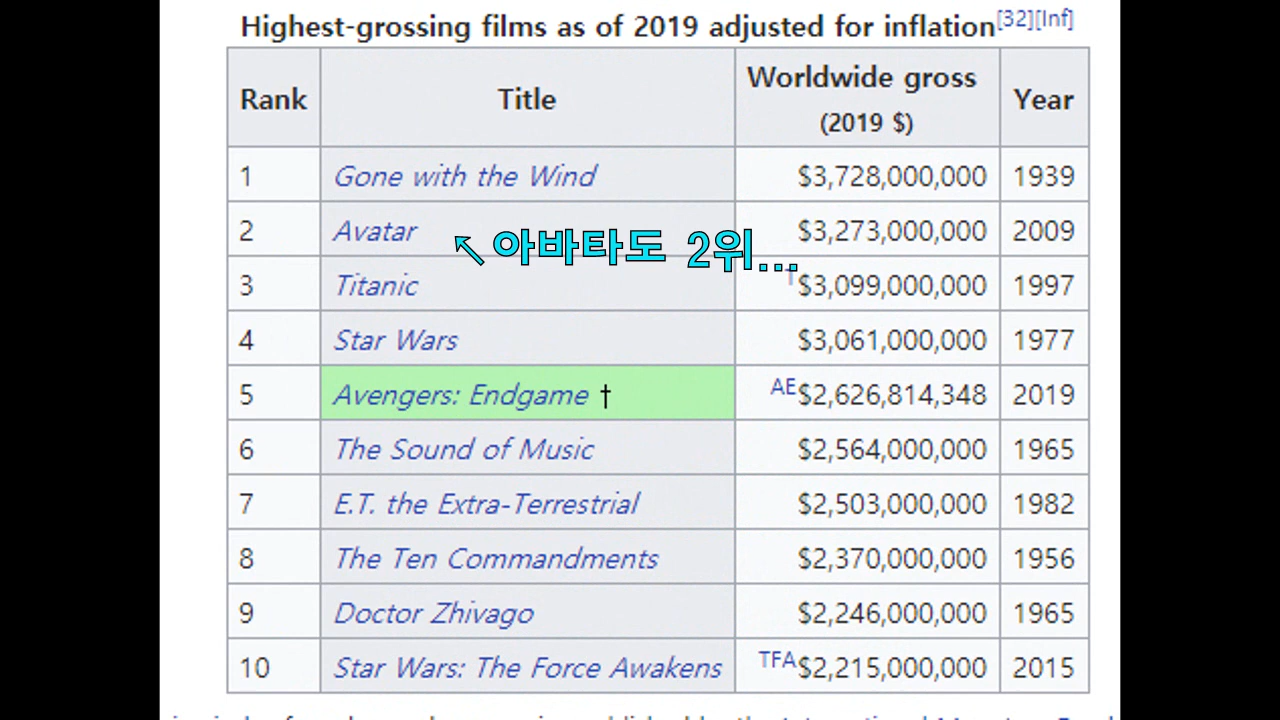 Highest-grossing films as of 2019 adjusted for inflation[32][Inf]
Rank Title Worldwide gross (2019 $) Year
1 Gone with the Wind $3,728,000,000 1939
2 Avatar $3,273,000,000 2009
↖아바타도 2위...
3 Titanic T$3,099,000,000 1997
4 Star Wars $3,061,000,000 1977
5 Avengers: Endgame † AE$2,626,814,348 2019
6 The Sound of Music $2,564,000,000 1965
7 E.T. the Extra-Terrestrial $2,503,000,000 1982
8 The Ten Commandments $2,370,000,000 1956
9 Doctor Zhivago $2,246,000,000 1965
10 Star Wars: The Force Awakens TFA$2,215,000,000 2015